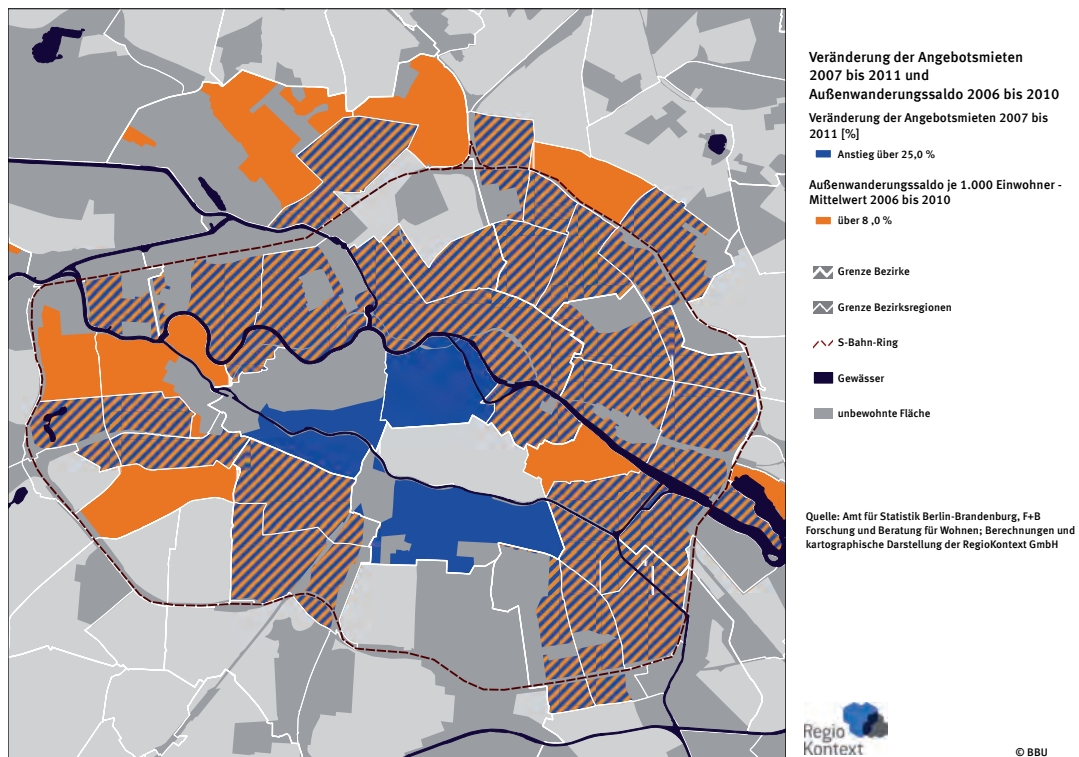 Veränderung der Angebotsmieten
2007 bis 2011 und
Außenwanderungssaldo 2006 bis 2010
Veränderung der Angebotsmieten 2007 bis
2011 [%]
Anstieg über 25,0 %
Außenwanderungssaldo je 1.000 Einwohner -
Mittelwert 2006 bis 2010
über 8 ,0 %
Grenze Bezirke
Grenze Bezirksregionen
S-Bahn-Ring
Gewässer
unbewohnte Fläche
Quelle: Amt für Statistik Berlin-Brandenburg, F+B
Forschung und Beratung für Wohnen; Berechnungen und
kartographische Darstellung der RegioKontext GmbH
Regio
Kontext
© BBU